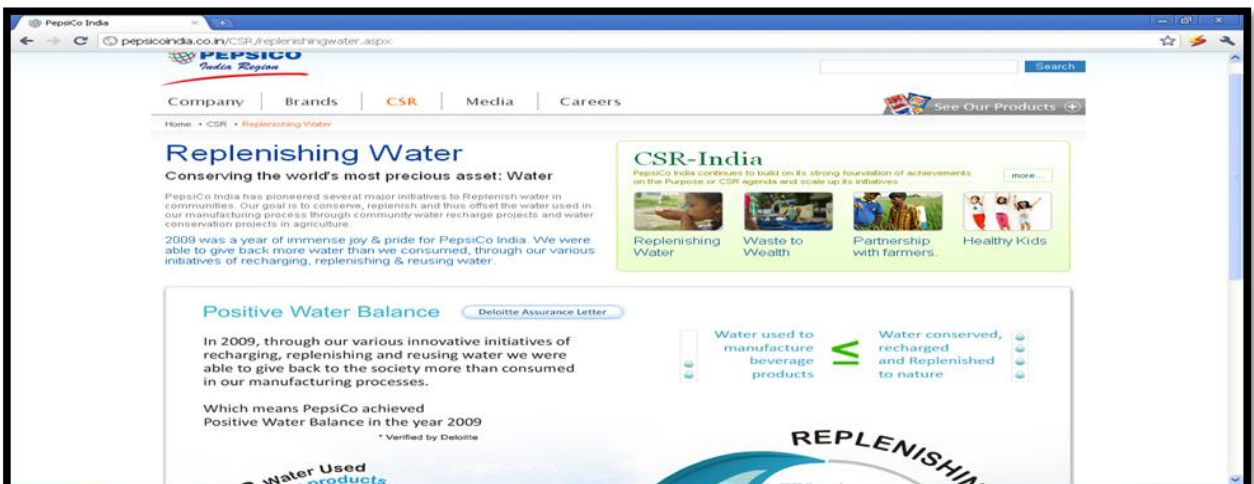 PepsiCo India
pepsicoindia.co.in/CSR/replenishingwater.aspx
PEPSICO
India Region
Search
Company
Brands
CSR
Media
Careers
See Our Products
Home • CSR • Replenishing Water
Replenishing Water
Conserving the world's most precious asset: Water
PepsiCo India has pioneered several major initiatives to Replenish water in
communities. Our goal is to conserve, replenish and thus offset the water used in
our manufacturing process through community water recharge projects and water
conservation projects in agriculture.
2009 was a year of immense joy & pride for PepsiCo India. We were
able to give back more water than we consumed, through our various
initiatives of recharging, replenishing & reusing water.
CSR-India
PepsiCo India continues to build on its strong foundation of achievements
on the Purpose or CSR agenda and scale up its initiatives
more...
Replenishing
Water
Waste to
Wealth
Partnership
with farmers.
Healthy Kids
Positive Water Balance
Deloitte Assurance Letter
In 2009, through our various innovative initiatives of
recharging, replenishing and reusing water we were
able to give back to the society more than consumed
in our manufacturing processes.
Which means PepsiCo achieved
Positive Water Balance in the year 2009
* Verified by Deloitte
Water used to
manufacture
beverage
products
≤
Water conserved,
recharged
and Replenished
to nature
Water Used
products
REPLENISHIN